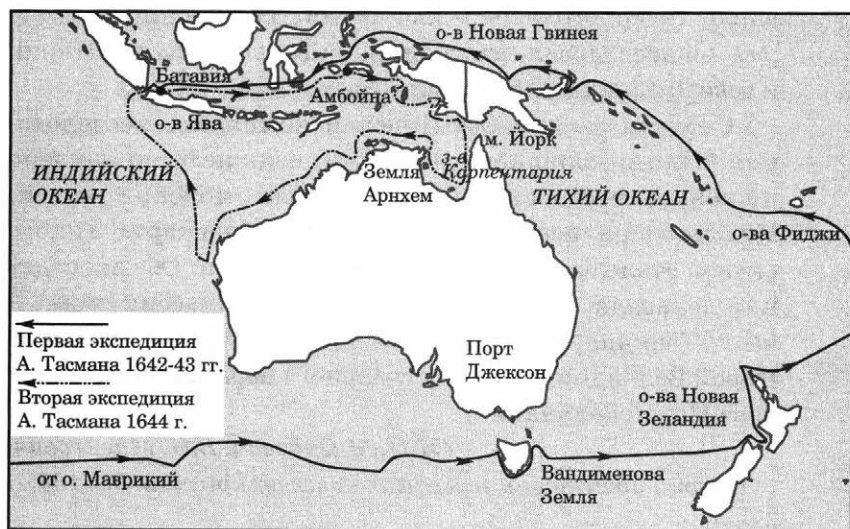 о-в Новая Гвинея
Батавия
Амбойна
о-в Ява
м. Йорк
з-в
Карпентария
Земля
Арнхем
ИНДИЙСКИЙ
ОКЕАН
ТИХИЙ ОКЕАН
о-ва Фиджи
Первая экспедиция
А. Тасмана 1642-43 гг.
Вторая экспедиция
А. Тасмана 1644 г.
Порт
Джексон
о-ва Новая
Зеландия
от о. Маврикий
Вандименова
Земля